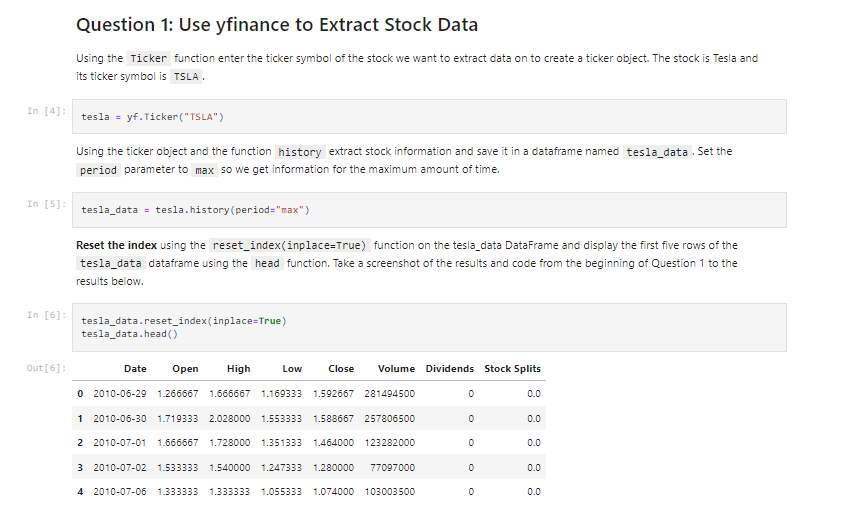 Question 1: Use yfinance to Extract Stock Data
Using the Ticker function enter the ticker symbol of the stock we want to extract data on to create a ticker object. The stock is Tesla and
its ticker symbol is TSLA .
In [4]: tesla = yf.Ticker("TSLA")
Using the ticker object and the function history extract stock information and save it in a dataframe named tesla_data . Set the
period parameter to max so we get information for the maximum amount of time.
In [5]: tesla_data = tesla.history(period="max")
Reset the index using the reset_index(inplace=True) function on the tesla_data DataFrame and display the first five rows of the
tesla_data dataframe using the head function. Take a screenshot of the results and code from the beginning of Question 1 to the
results below.
In [6]: tesla_data.reset_index(inplace=True)
tesla_data.head()
Out[6]: Date Open High Low Close Volume Dividends Stock Splits
0 2010-06-29 1.266667 1.666667 1.169333 1.592667 281494500 0 0.0
1 2010-06-30 1.719333 2.028000 1.553333 1.588667 257806500 0 0.0
2 2010-07-01 1.666667 1.728000 1.351333 1.464000 123282000 0 0.0
3 2010-07-02 1.533333 1.540000 1.247333 1.280000 77097000 0 0.0
4 2010-07-06 1.333333 1.333333 1.055333 1.074000 103003500 0 0.0